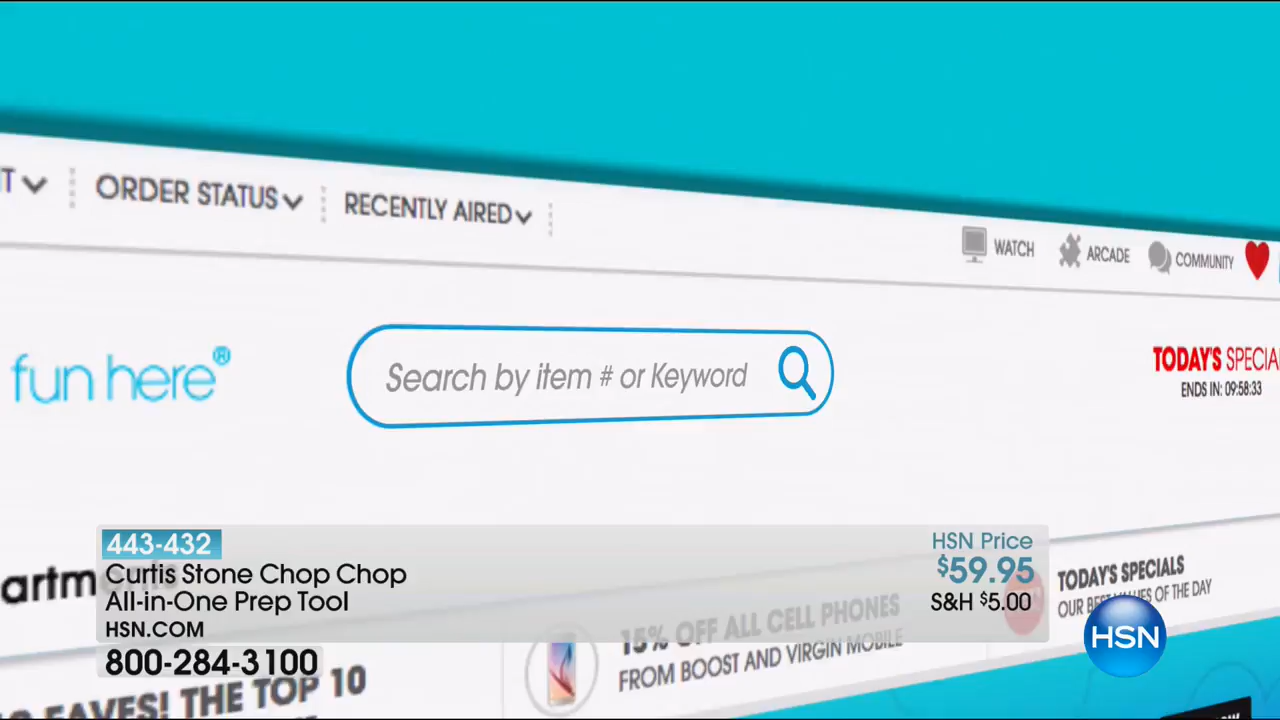 T
ORDER STATUS
RECENTLY AIRED
WATCH
ARCADE
COMMUNITY
fun here®
Search by item # or Keyword
TODAY'S SPECIAL
ENDS IN: 09:58:33
443-432
Curtis Stone Chop Chop
All-in-One Prep Tool
HSN.COM
800-284-3100
HSN Price
$59.95
S&H $5.00
HSN
TODAY'S SPECIALS
OUR BEST VALUES OF THE DAY
15% OFF ALL CELL PHONES
FROM BOOST AND VIRGIN MOBILE
FAVES! THE TOP 10